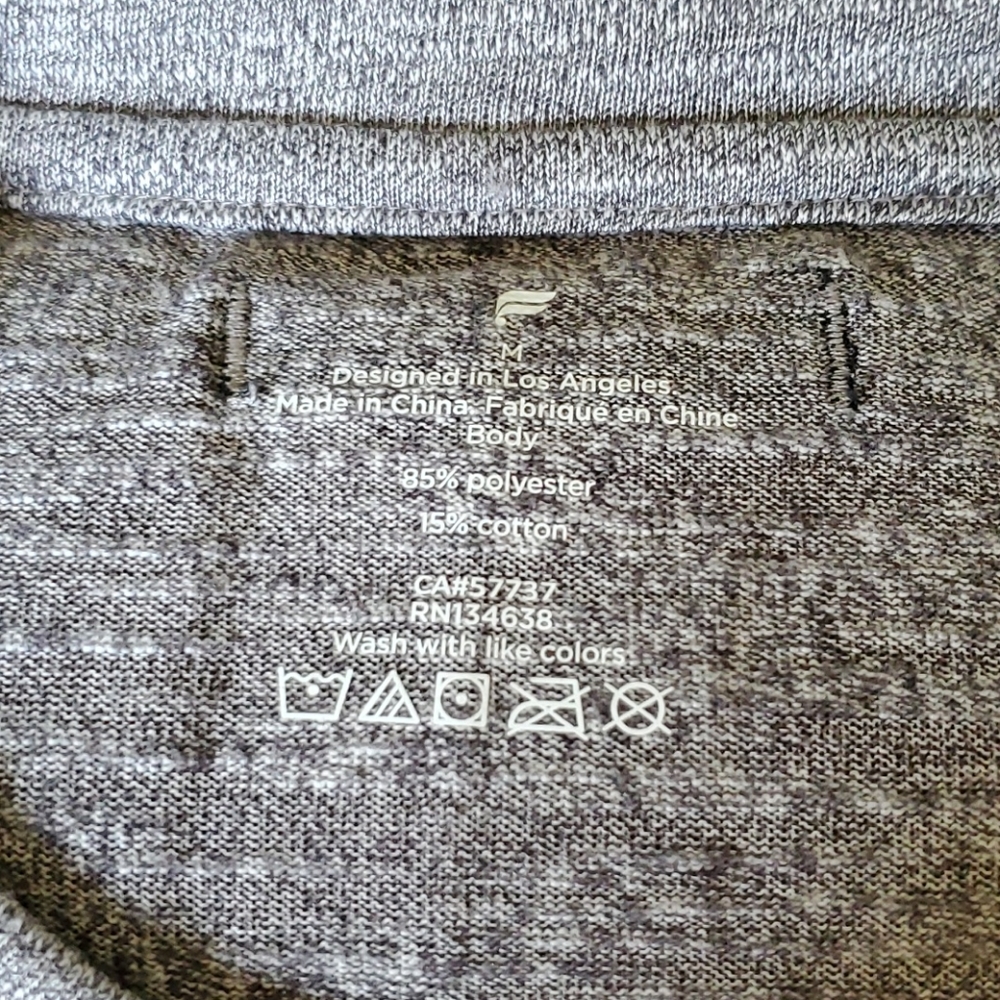 M
Designed in Los Angeles
Made in China. Fabriqué en Chine
Body
85% polyester
15% cotton
CA#57737
RN134638
Wash with like colors